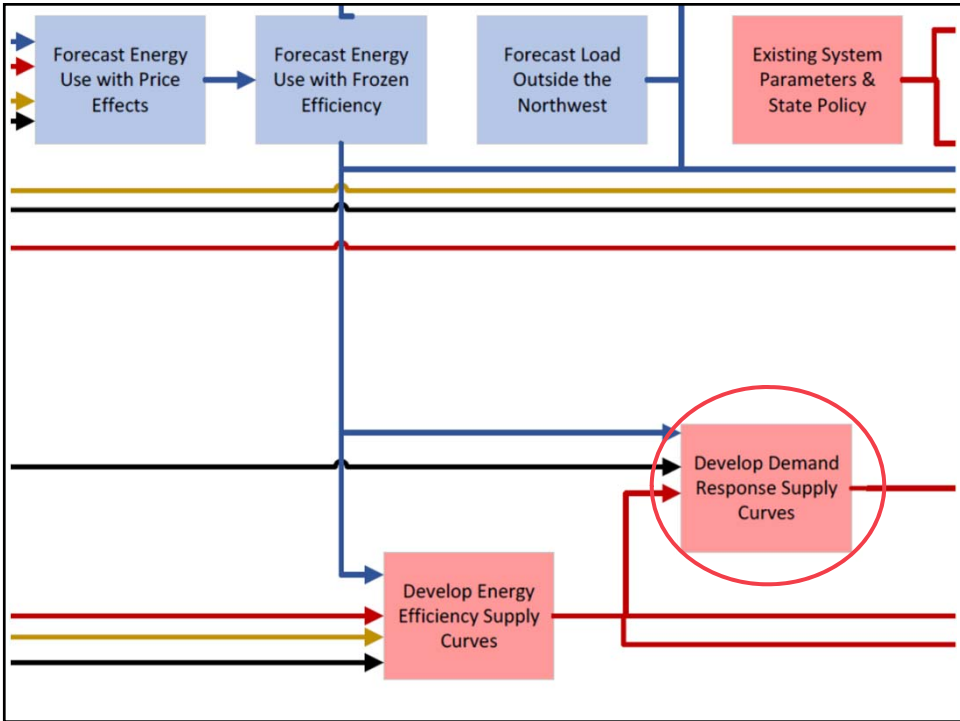 Forecast Energy
Use with Price
Effects
Forecast Energy
Use with Frozen
Efficiency
Forecast Load
Outside the
Northwest
Existing System
Parameters &
State Policy
Develop Demand
Response Supply
Curves
Develop Energy
Efficiency Supply
Curves